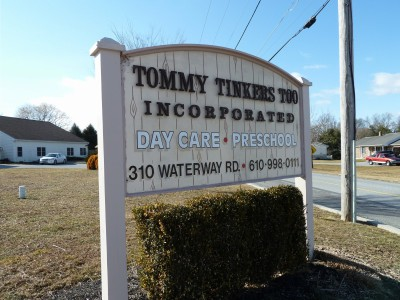 TOMMY TINKERS TOO
INCORPORATED
DAY CARE • PRESCHOOL
310 WATERWAY RD. • 610-998-0111